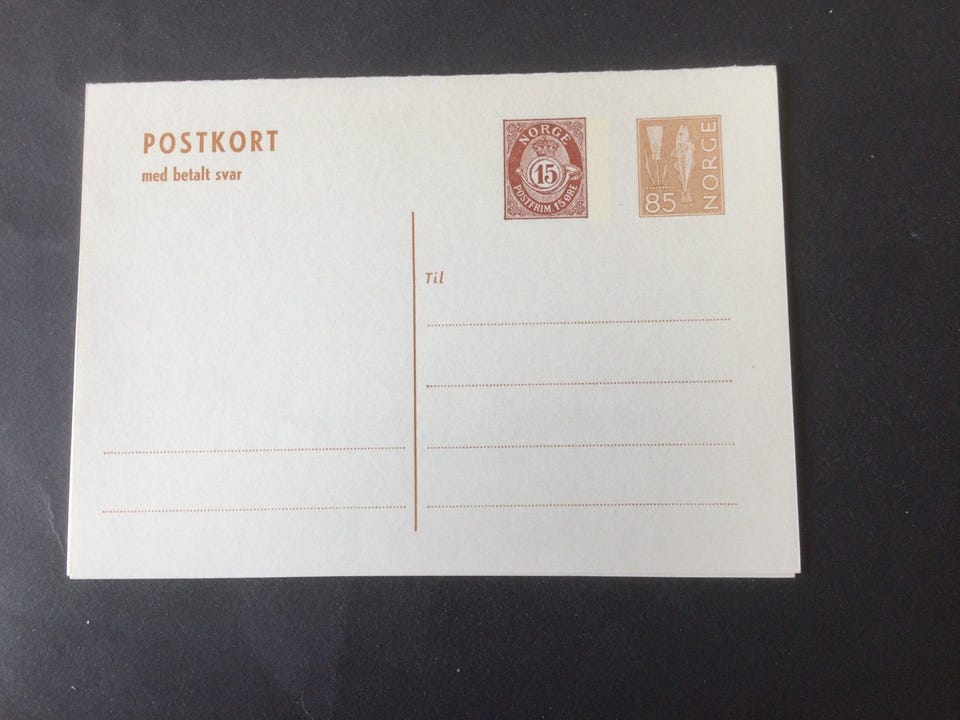 POSTKORT
med betalt svar
NORGE
15
POSTFRIM. 15 ØRE
85
NORGE
Til